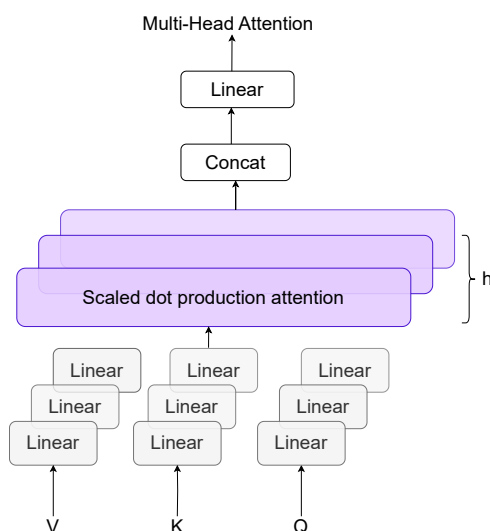 Multi-Head Attention
Linear
Concat
Scaled dot production attention
h
Linear Linear Linear
Linear Linear Linear
Linear Linear Linear
V K Q